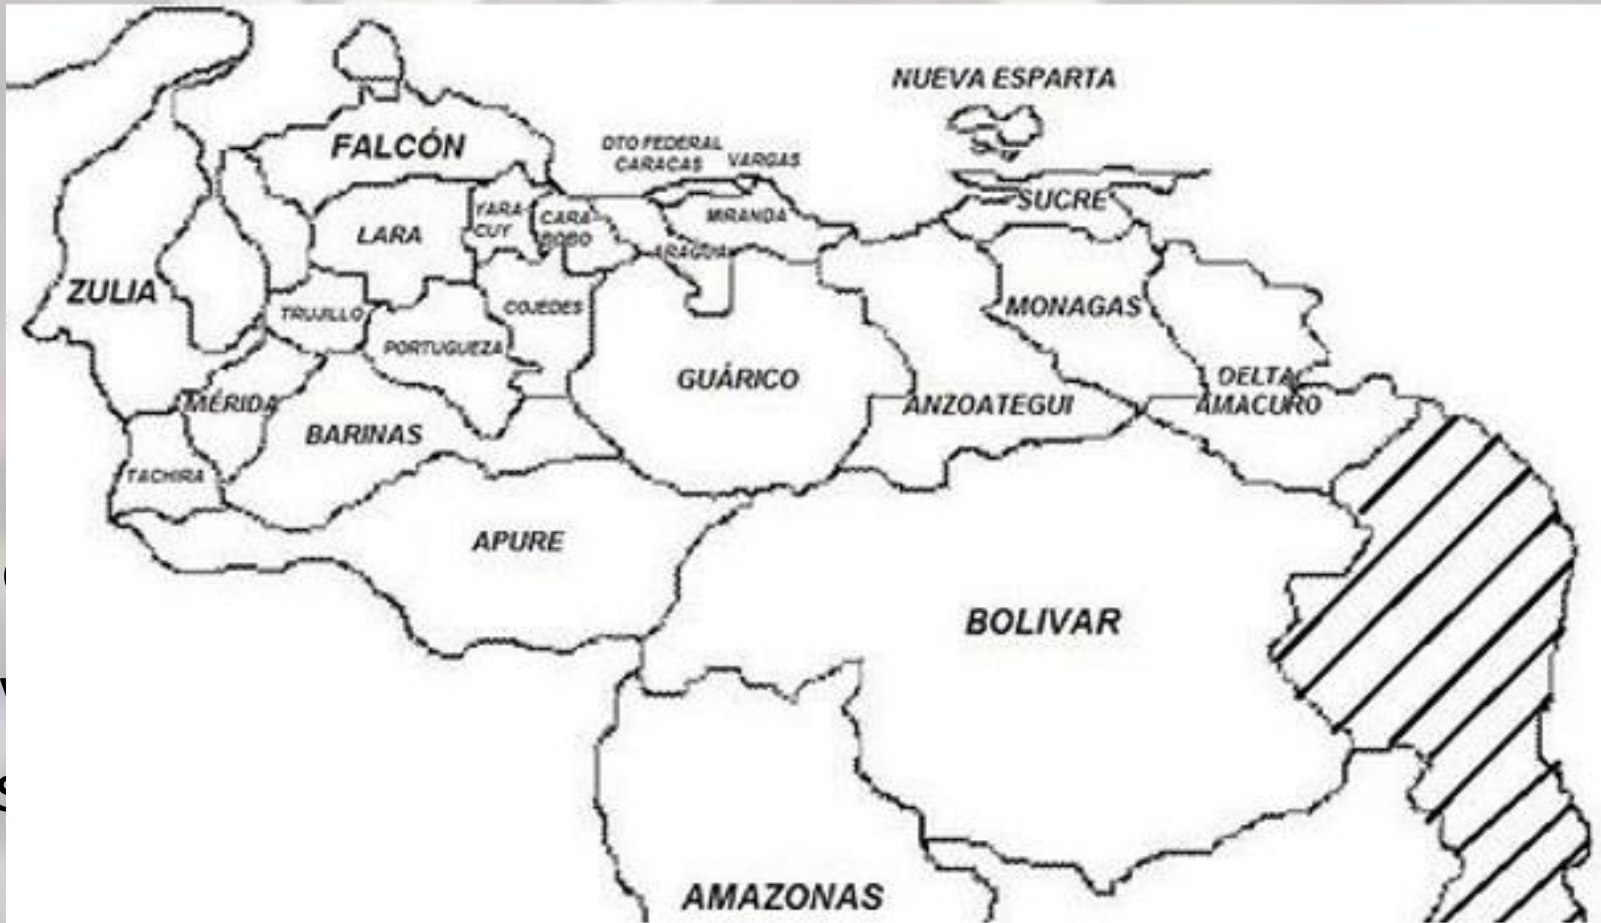 NUEVA ESPARTA
FALCÓN
DTO FEDERAL
CARACAS
VARGAS
SUCRE
LARA
YARA-
CUY
CARA
BOBO
MIRANDA
ARAGUA
ZULIA
TRUJILLO
COJEDES
MONAGAS
PORTUGUEZA
GUÁRICO
DELTA
AMACURO
MÉRIDA
ANZOATEGUI
BARINAS
TACHIRA
APURE
BOLIVAR
AMAZONAS